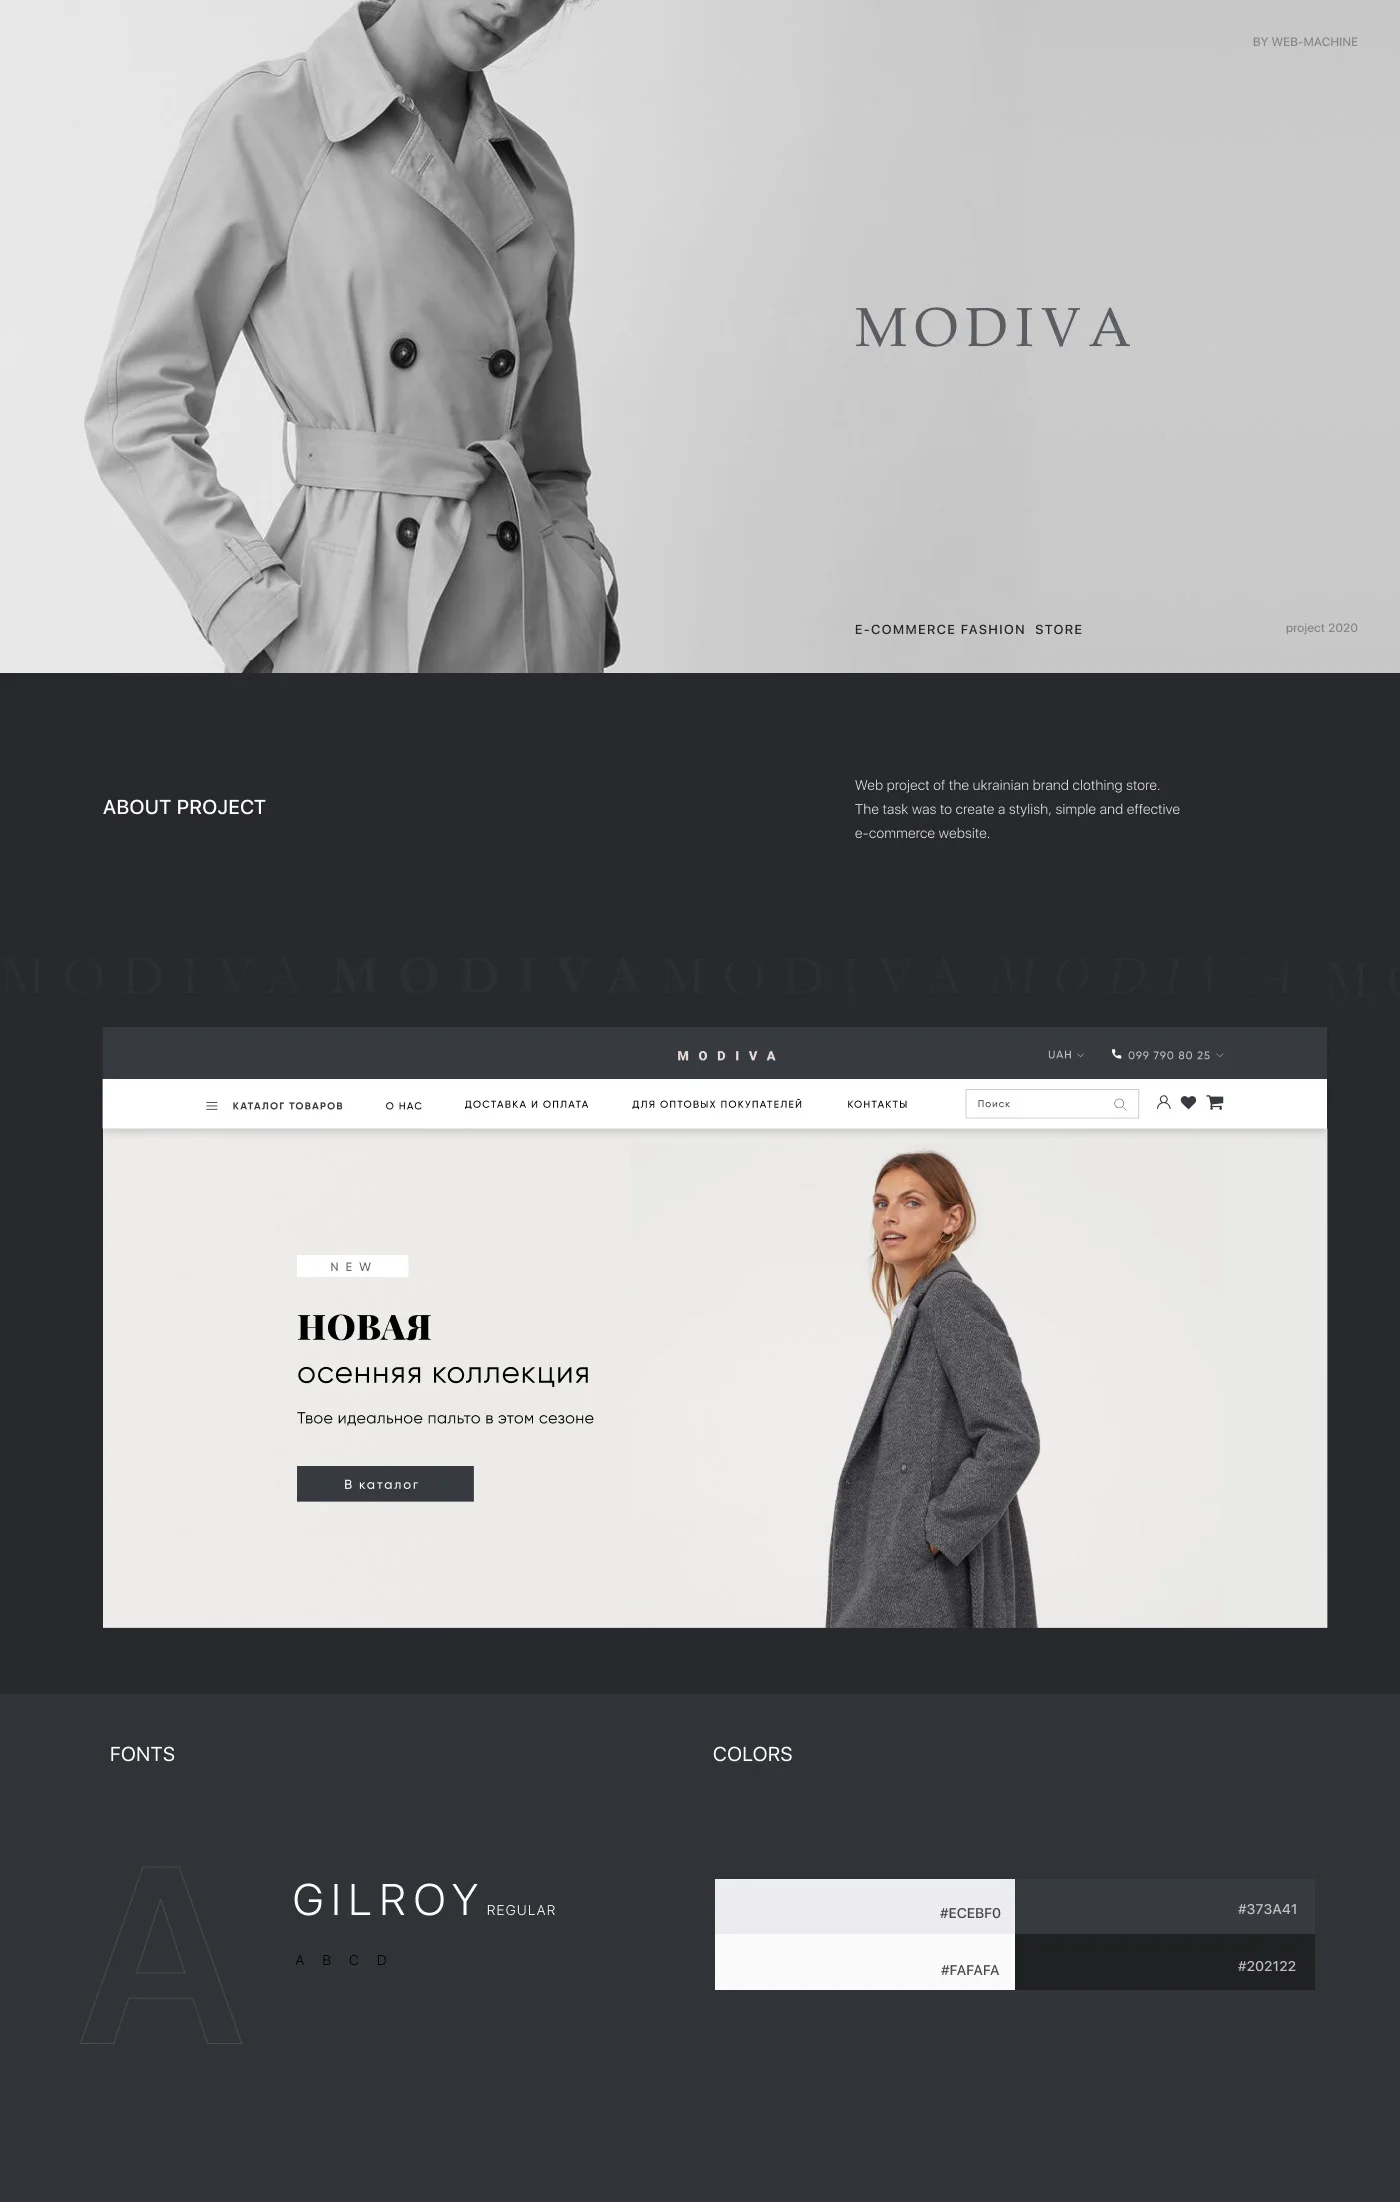 BY WEB-MACHINE
MODIVA
E-COMMERCE FASHION STORE
project 2020
ABOUT PROJECT
Web project of the ukrainian brand clothing store.
The task was to create a stylish, simple and effective
e-commerce website.
MODIVA MODIVA MODIVA MODIVA MO
MODIVA
UAH
099 790 80 25
КАТАЛОГ ТОВАРОВ
О НАС
ДОСТАВКА И ОПЛАТА
ДЛЯ ОПТОВЫХ ПОКУПАТЕЛЕЙ
КОНТАКТЫ
Поиск
NEW
НОВАЯ
осенняя коллекция
Твое идеальное пальто в этом сезоне
В каталог
FONTS
COLORS
A
GILROY REGULAR
A B C D
#ECEBF0
#373A41
#FAFAFA
#202122